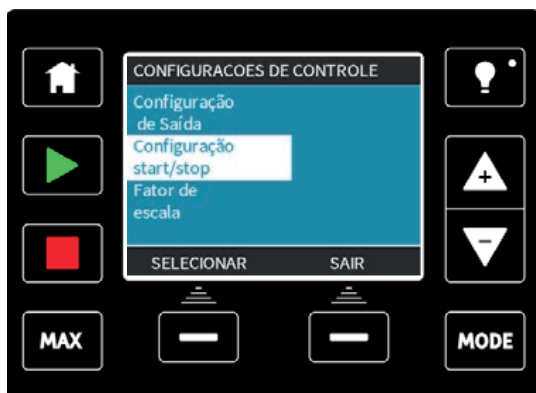 CONFIGURACOES DE CONTROLE
Configuração
de Saída
Configuração
start/stop
Fator de
escala
SELECIONAR SAIR
MAX
MODE